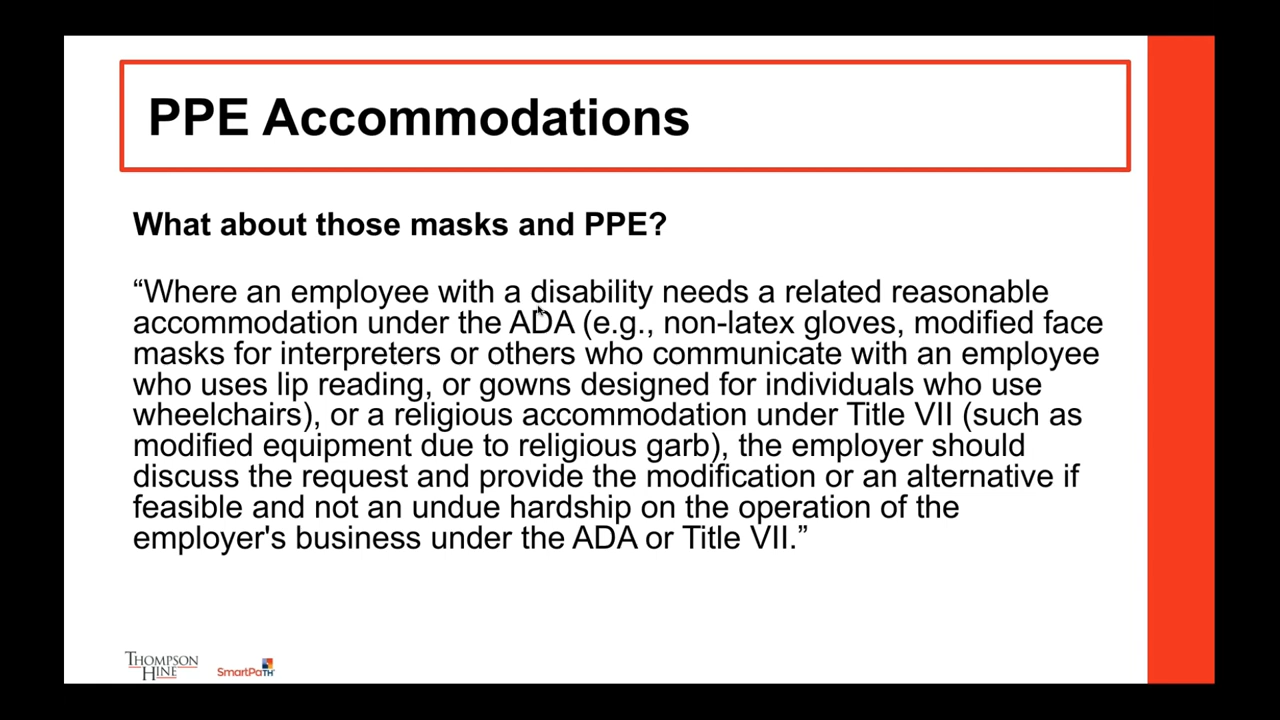 PPE Accommodations
What about those masks and PPE?
“Where an employee with a disability needs a related reasonable
accommodation under the ADA (e.g., non-latex gloves, modified face
masks for interpreters or others who communicate with an employee
who uses lip reading, or gowns designed for individuals who use
wheelchairs), or a religious accommodation under Title VII (such as
modified equipment due to religious garb), the employer should
discuss the request and provide the modification or an alternative if
feasible and not an undue hardship on the operation of the
employer's business under the ADA or Title VII.”
THOMPSON
HINE
SmartPaTH